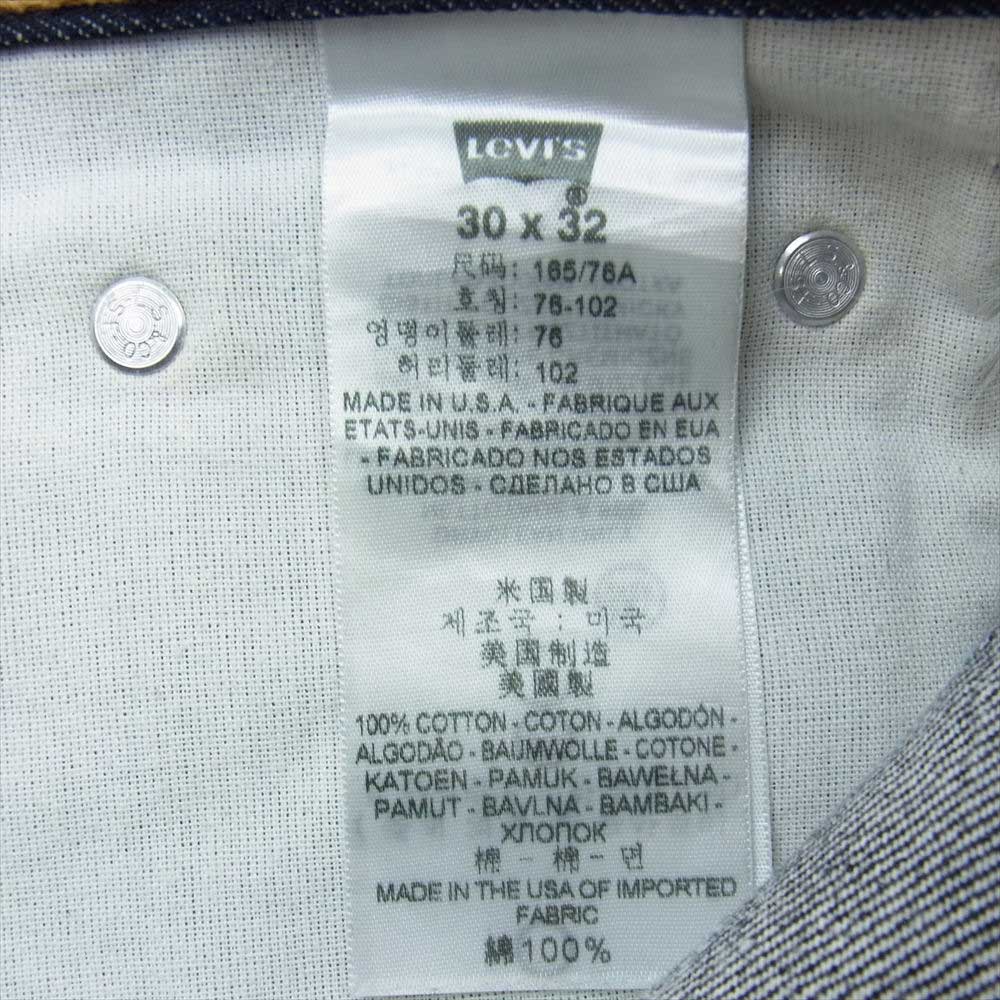 LEVI'S
®
30 x 32
尺码: 165/76A
호칭: 76-102
엉덩이둘레: 76
허리둘레: 102
MADE IN U.S.A. - FABRIQUE AUX
ETATS-UNIS - FABRICADO EN EUA
- FABRICADO NOS ESTADOS
UNIDOS - СДЕЛАНО В США
米国製
제조국 : 미국
美国制造
美國製
100% COTTON - COTON - ALGODÓN -
ALGODÃO - BAUMWOLLE - COTONE -
KATOEN - PAMUK - BAWEŁNA -
PAMUT - BAVLNA - BAMBAKI -
ХЛОПОК
棉 - 棉 - 면
MADE IN THE USA OF IMPORTED
FABRIC
綿100%